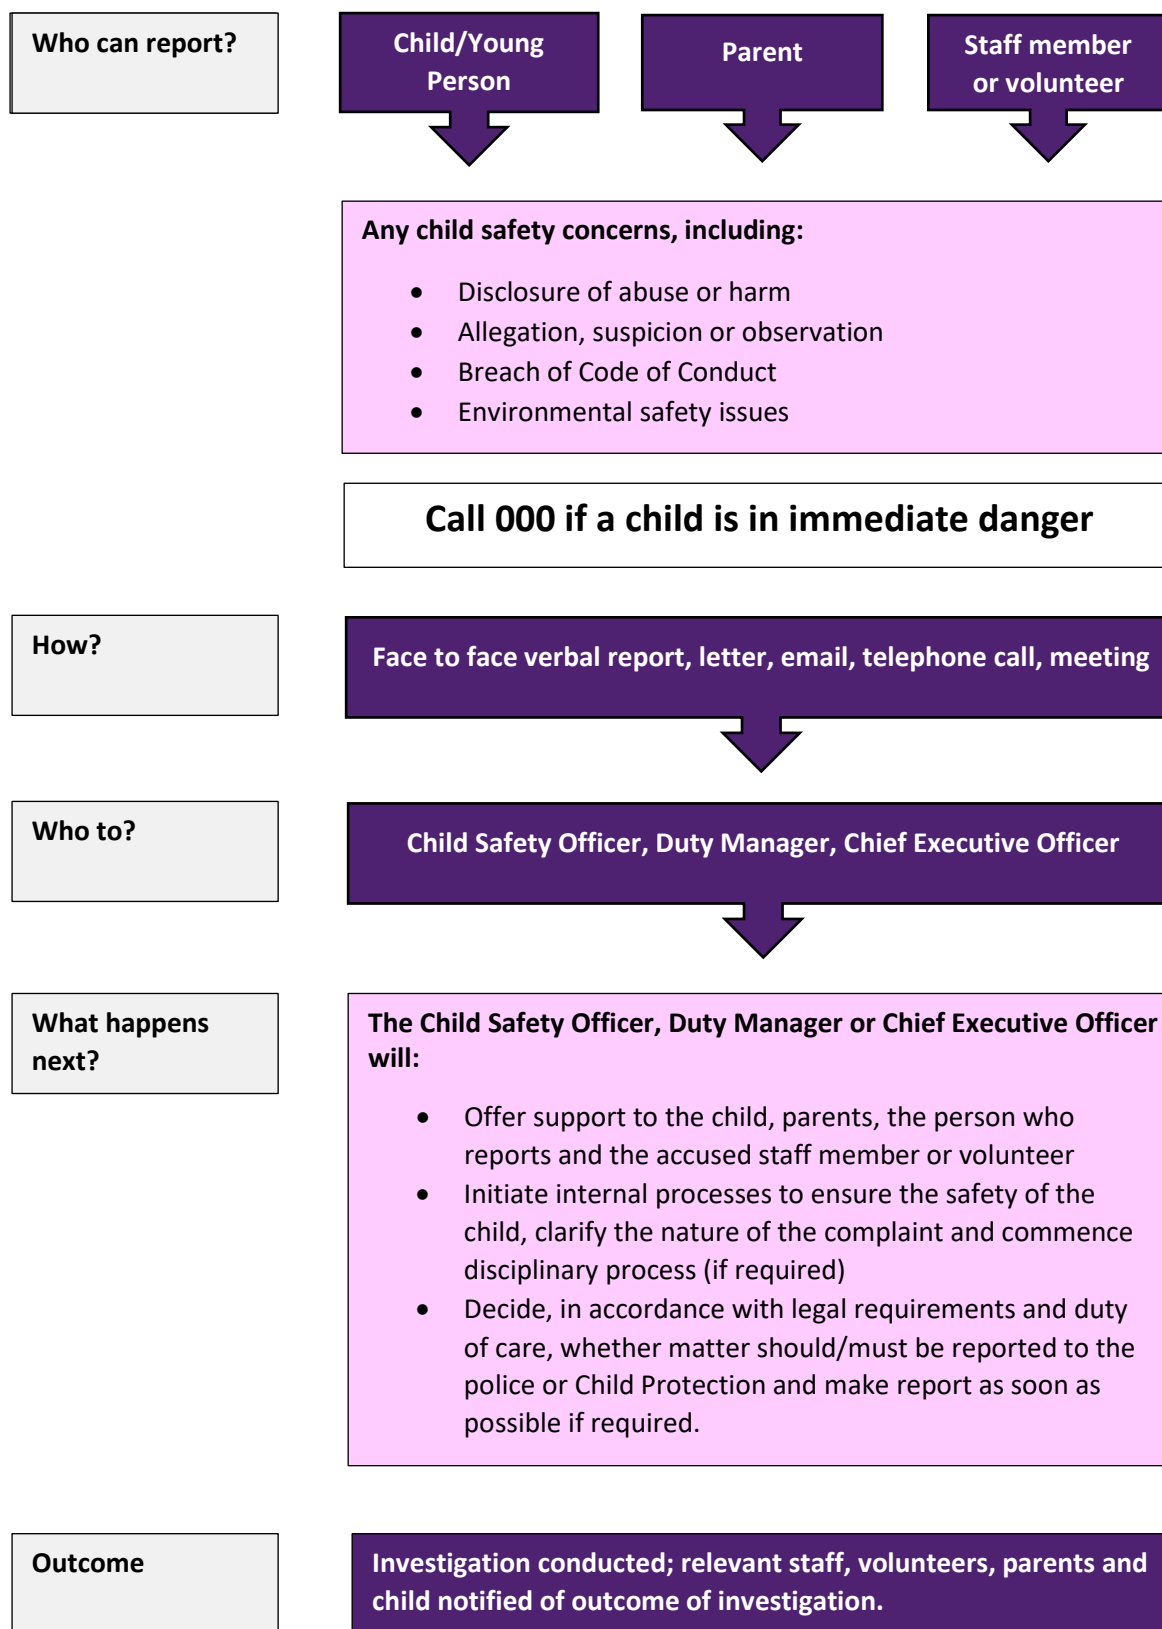 Who can report?
Child/Young
Person
Parent
Staff member
or volunteer
Any child safety concerns, including:
• Disclosure of abuse or harm
• Allegation, suspicion or observation
• Breach of Code of Conduct
• Environmental safety issues
Call 000 if a child is in immediate danger
How?
Face to face verbal report, letter, email, telephone call, meeting
Who to?
Child Safety Officer, Duty Manager, Chief Executive Officer
What happens
next?
The Child Safety Officer, Duty Manager or Chief Executive Officer
will:
• Offer support to the child, parents, the person who
reports and the accused staff member or volunteer
• Initiate internal processes to ensure the safety of the
child, clarify the nature of the complaint and commence
disciplinary process (if required)
• Decide, in accordance with legal requirements and duty
of care, whether matter should/must be reported to the
police or Child Protection and make report as soon as
possible if required.
Outcome
Investigation conducted; relevant staff, volunteers, parents and
child notified of outcome of investigation.